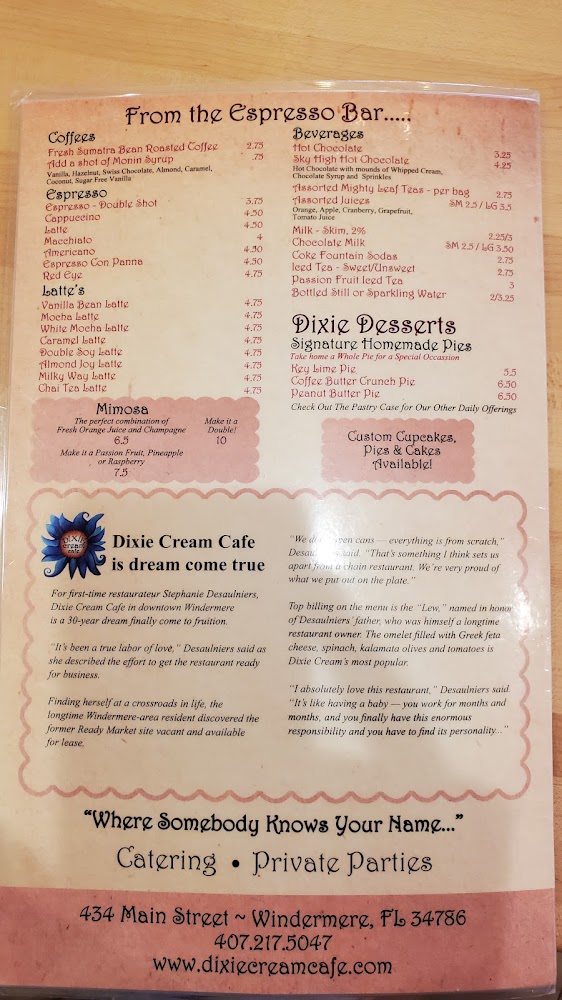 From the Espresso Bar.....
Coffees
Fresh Sumatra Bean Roasted Coffee 2.75
Add a shot of Monin Syrup .75
Vanilla, Hazelnut, Swiss Chocolate, Almond, Caramel,
Coconut, Sugar Free Vanilla
Espresso
Espresso - Double Shot 3.75
Cappuccino 4.50
Latte 4.50
Macchiato 4
Americano 4.50
Espresso Con Panna 4.50
Red Eye 4.75
Latte's
Vanilla Bean Latte 4.75
Mocha Latte 4.75
White Mocha Latte 4.75
Caramel Latte 4.75
Double Soy Latte 4.75
Almond Joy Latte 4.75
Milky Way Latte 4.75
Chai Tea Latte 4.75
Mimosa
The perfect combination of
Fresh Orange Juice and Champagne
6.5
Make it a
Double!
10
Make it a Passion Fruit, Pineapple
or Raspberry
7.5
Beverages
Hot Chocolate 3.25
Sky High Hot Chocolate 4.25
Hot Chocolate with mounds of Whipped Cream,
Chocolate Syrup and Sprinkles
Assorted Mighty Leaf Teas - per bag 2.75
Assorted Juices SM 2.5 / LG 3.5
Orange, Apple, Cranberry, Grapefruit,
Tomato Juice
Milk - Skim, 2% 2.25/3
Chocolate Milk SM 2.5 / LG 3.50
Coke Fountain Sodas 2.75
Iced Tea - Sweet/Unsweet 2.75
Passion Fruit Iced Tea 3
Bottled Still or Sparkling Water 2/3.25
Dixie Desserts
Signature Homemade Pies
Take home a Whole Pie for a Special Occassion
Key Lime Pie 5.5
Coffee Butter Crunch Pie 6.50
Peanut Butter Pie 6.50
Check Out The Pastry Case for Our Other Daily Offerings
Custom Cupcakes,
Pies & Cakes
Available!
Dixie
cream
cafe
Dixie Cream Cafe
is dream come true
For first-time restaurateur Stephanie Desaulniers,
Dixie Cream Cafe in downtown Windermere
is a 30-year dream finally come to fruition.
"It's been a true labor of love," Desaulniers said as
she described the effort to get the restaurant ready
for business.
Finding herself at a crossroads in life, the
longtime Windermere-area resident discovered the
former Ready Market site vacant and available
for lease.
"We cans — everything is from scratch,"
said. "That's something I think sets us
apart from a chain restaurant. We're very proud of
what we put out on the plate."
Top billing on the menu is the "Lew," named in honor
of Desaulniers' father, who was himself a longtime
restaurant owner. The omelet filled with Greek feta
cheese, spinach, kalamata olives and tomatoes is
Dixie Cream's most popular.
"I absolutely love this restaurant," Desaulniers said.
"It's like having a baby — you work for months and
months, and you finally have this enormous
responsibility and you have to find its personality..."
"Where Somebody Knows Your Name..."
Catering • Private Parties
434 Main Street ~ Windermere, FL 34786
407.217.5047
www.dixiecreamcafe.com